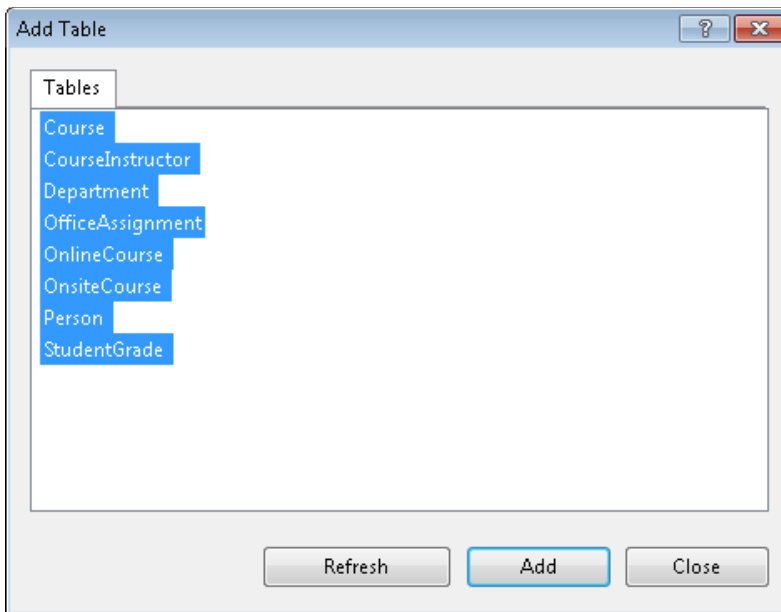 Add Table
?
Tables
Course
CourseInstructor
Department
OfficeAssignment
OnlineCourse
OnsiteCourse
Person
StudentGrade
Refresh Add Close